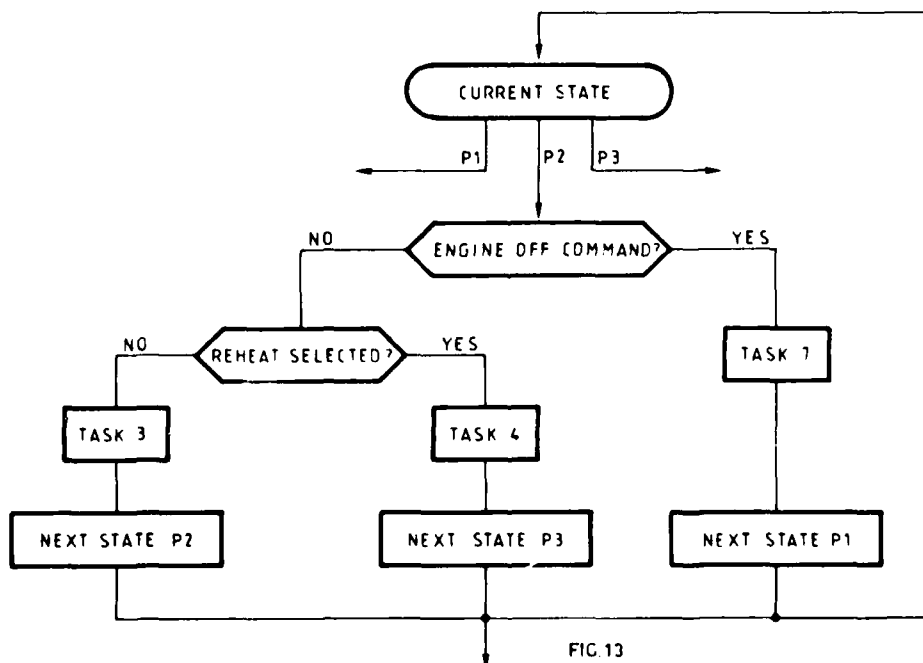 CURRENT STATE
P1 P2 P3
ENGINE OFF COMMAND?
NO YES
REHEAT SELECTED?
NO YES
TASK 7
TASK 3 TASK 4
NEXT STATE P2 NEXT STATE P3 NEXT STATE P1
FIG.13